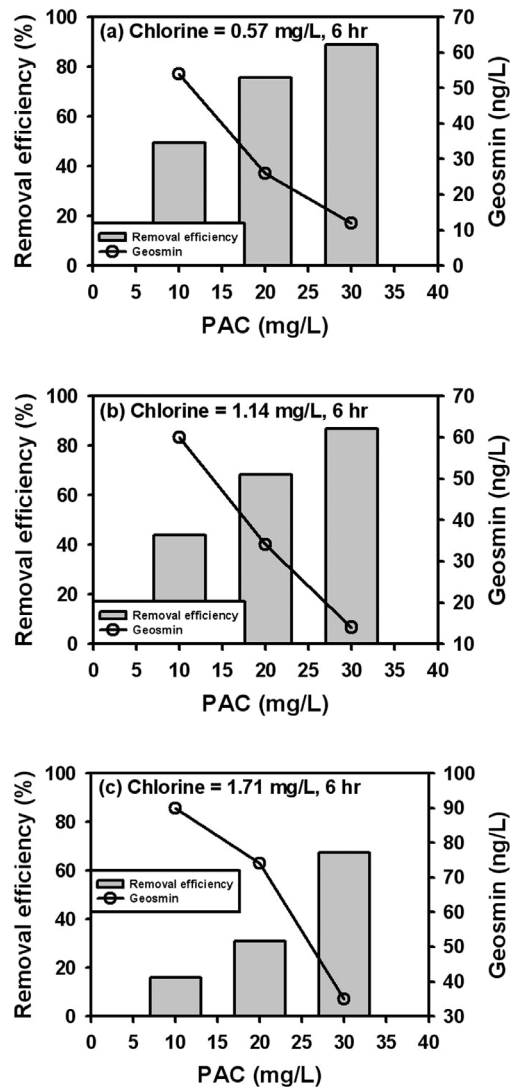 (a) Chlorine = 0.57 mg/L, 6 hr
Removal efficiency (%)
100
80
60
40
20
0
Geosmin (ng/L)
70
60
50
40
30
20
10
0
Removal efficiency
Geosmin
0 5 10 15 20 25 30 35 40
PAC (mg/L)
(b) Chlorine = 1.14 mg/L, 6 hr
Removal efficiency (%)
100
80
60
40
20
0
Geosmin (ng/L)
70
60
50
40
30
20
10
Removal efficiency
Geosmin
0 5 10 15 20 25 30 35 40
PAC (mg/L)
(c) Chlorine = 1.71 mg/L, 6 hr
Removal efficiency (%)
100
80
60
40
20
0
Geosmin (ng/L)
100
90
80
70
60
50
40
30
Removal efficiency
Geosmin
0 5 10 15 20 25 30 35 40
PAC (mg/L)